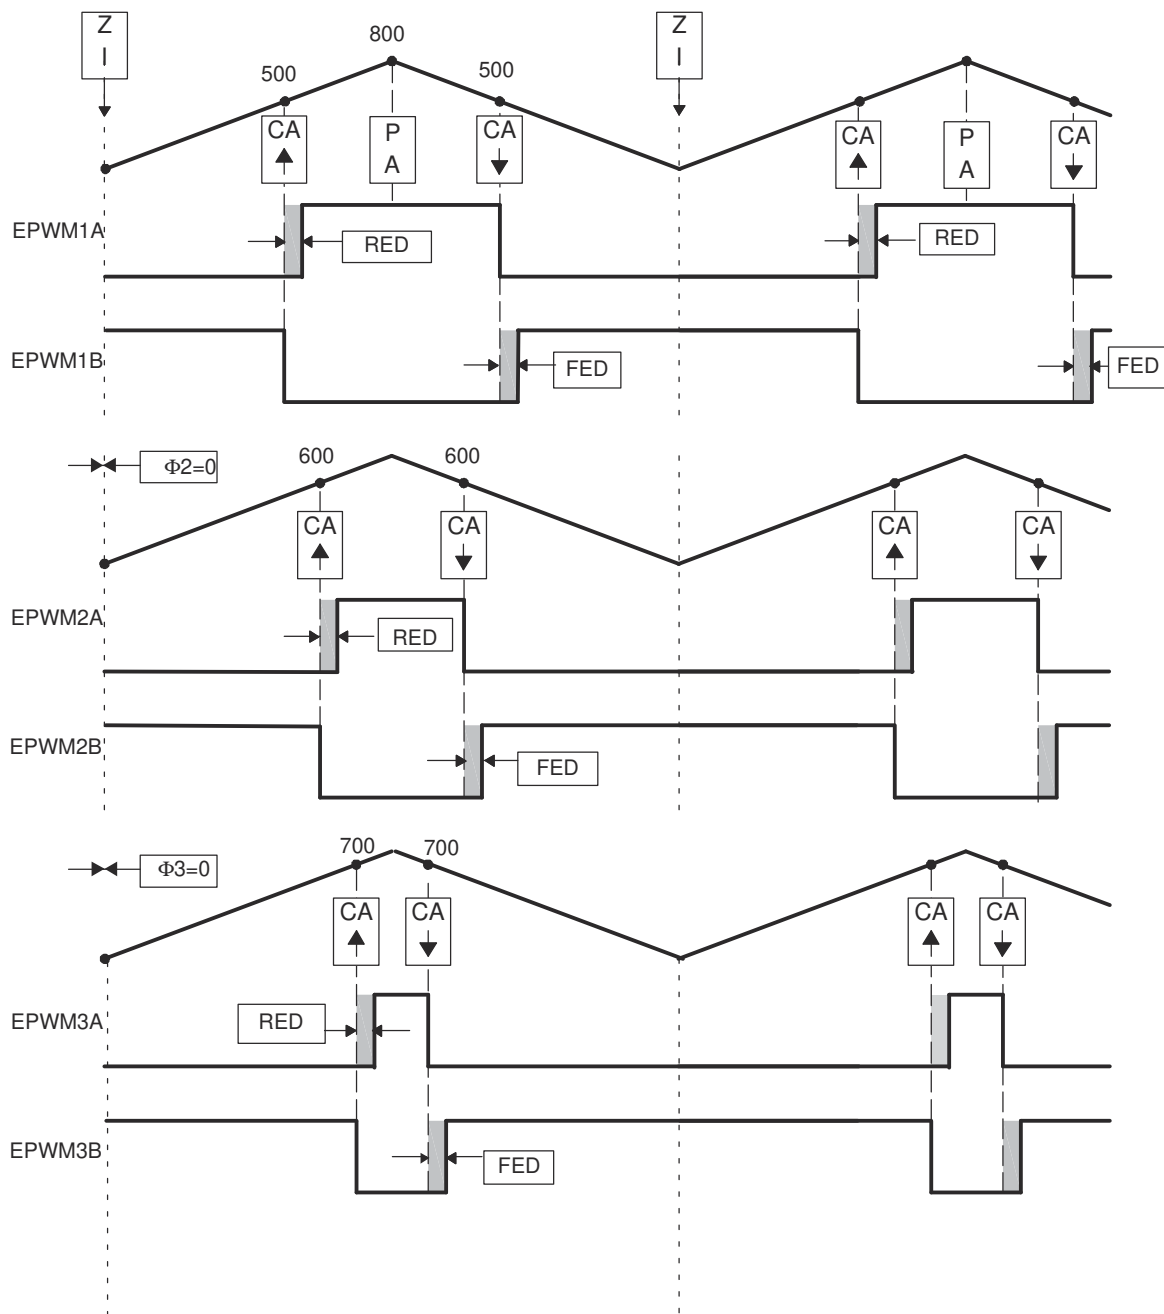 Z
I
Z
I
800
500
500
CA
P
A
CA
CA
P
A
CA
EPWM1A
RED
RED
EPWM1B
FED
FED
Φ2=0
600
600
CA
CA
CA
CA
EPWM2A
RED
EPWM2B
FED
Φ3=0
700
700
CA
CA
CA
CA
EPWM3A
RED
EPWM3B
FED